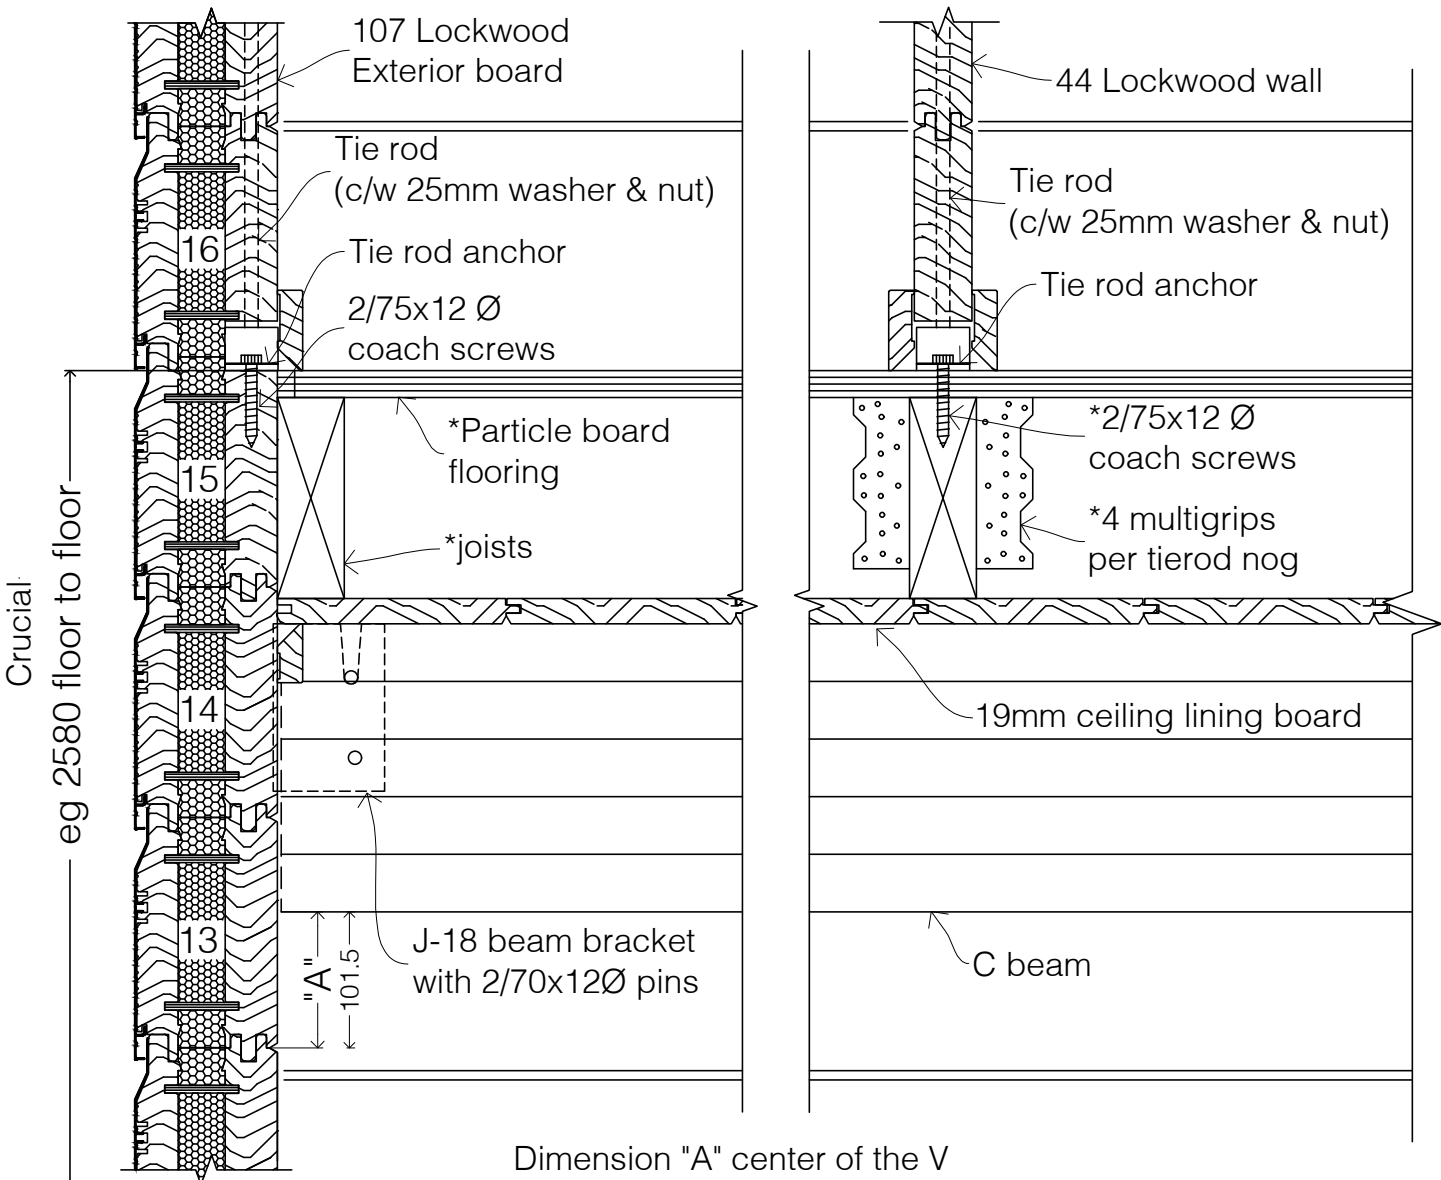 107 Lockwood
Exterior board
44 Lockwood wall
Tie rod
(c/w 25mm washer & nut)
Tie rod
(c/w 25mm washer & nut)
16
Tie rod anchor
Tie rod anchor
2/75x12 Ø
coach screws
*Particle board
flooring
*2/75x12 Ø
coach screws
15
*joists
*4 multigrips
per tierod nog
Crucial
eg 2580 floor to floor
14
19mm ceiling lining board
13
"A"
101.5
J-18 beam bracket
with 2/70x12Ø pins
C beam
Dimension "A" center of the V